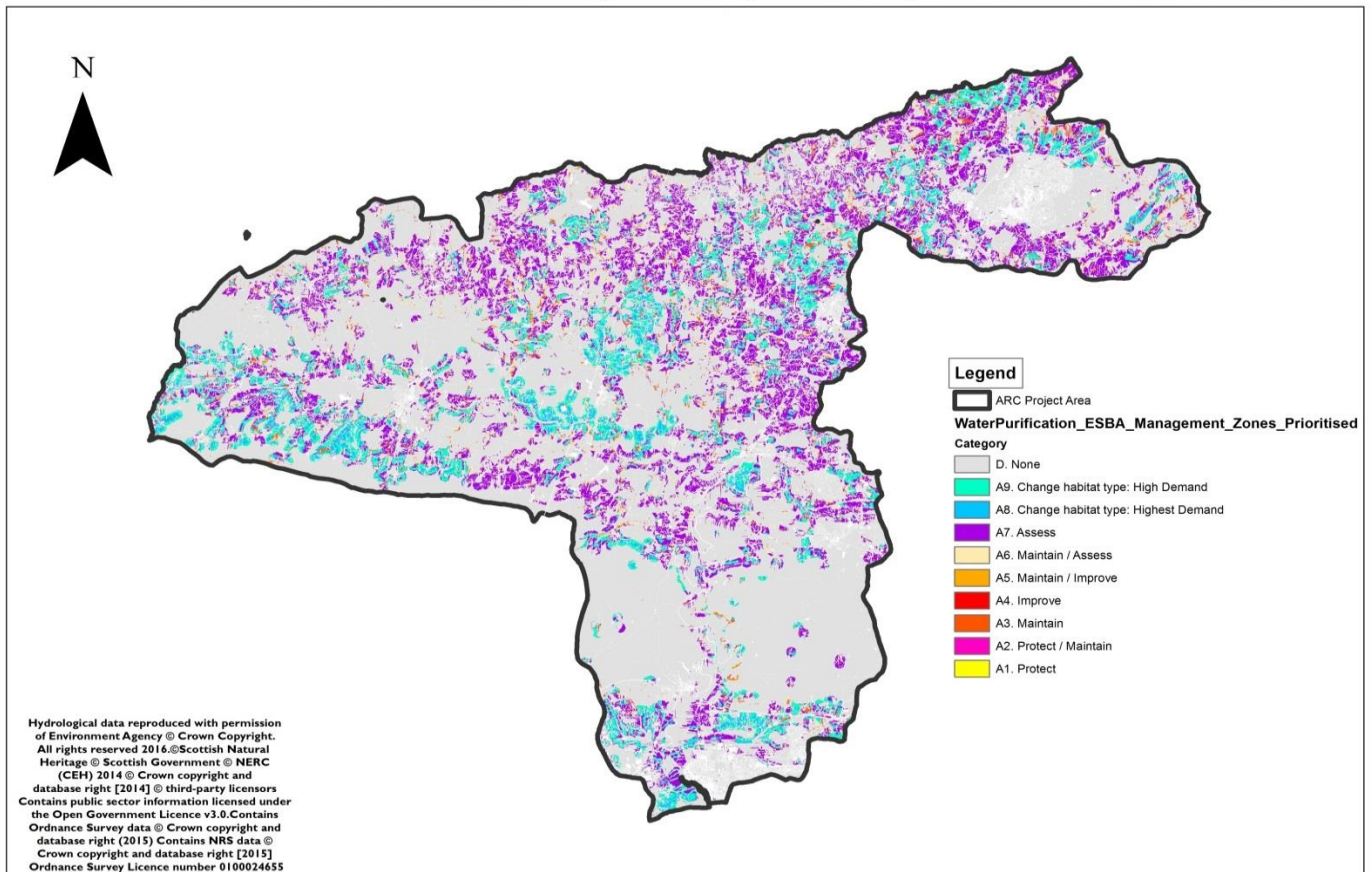 N
Legend
ARC Project Area
WaterPurification_ESBA_Management_Zones_Prioritised
Category
D. None
A9. Change habitat type: High Demand
A8. Change habitat type: Highest Demand
A7. Assess
A6. Maintain / Assess
A5. Maintain / Improve
A4. Improve
A3. Maintain
A2. Protect / Maintain
A1. Protect
Hydrological data reproduced with permission
of Environment Agency © Crown Copyright.
All rights reserved 2016.©Scottish Natural
Heritage © Scottish Government © NERC
(CEH) 2014 © Crown copyright and
database right [2014] © third-party licensors
Contains public sector information licensed under
the Open Government Licence v3.0.Contains
Ordnance Survey data © Crown copyright and
database right (2015) Contains NRS data ©
Crown copyright and database right [2015]
Ordnance Survey Licence number 0100024655